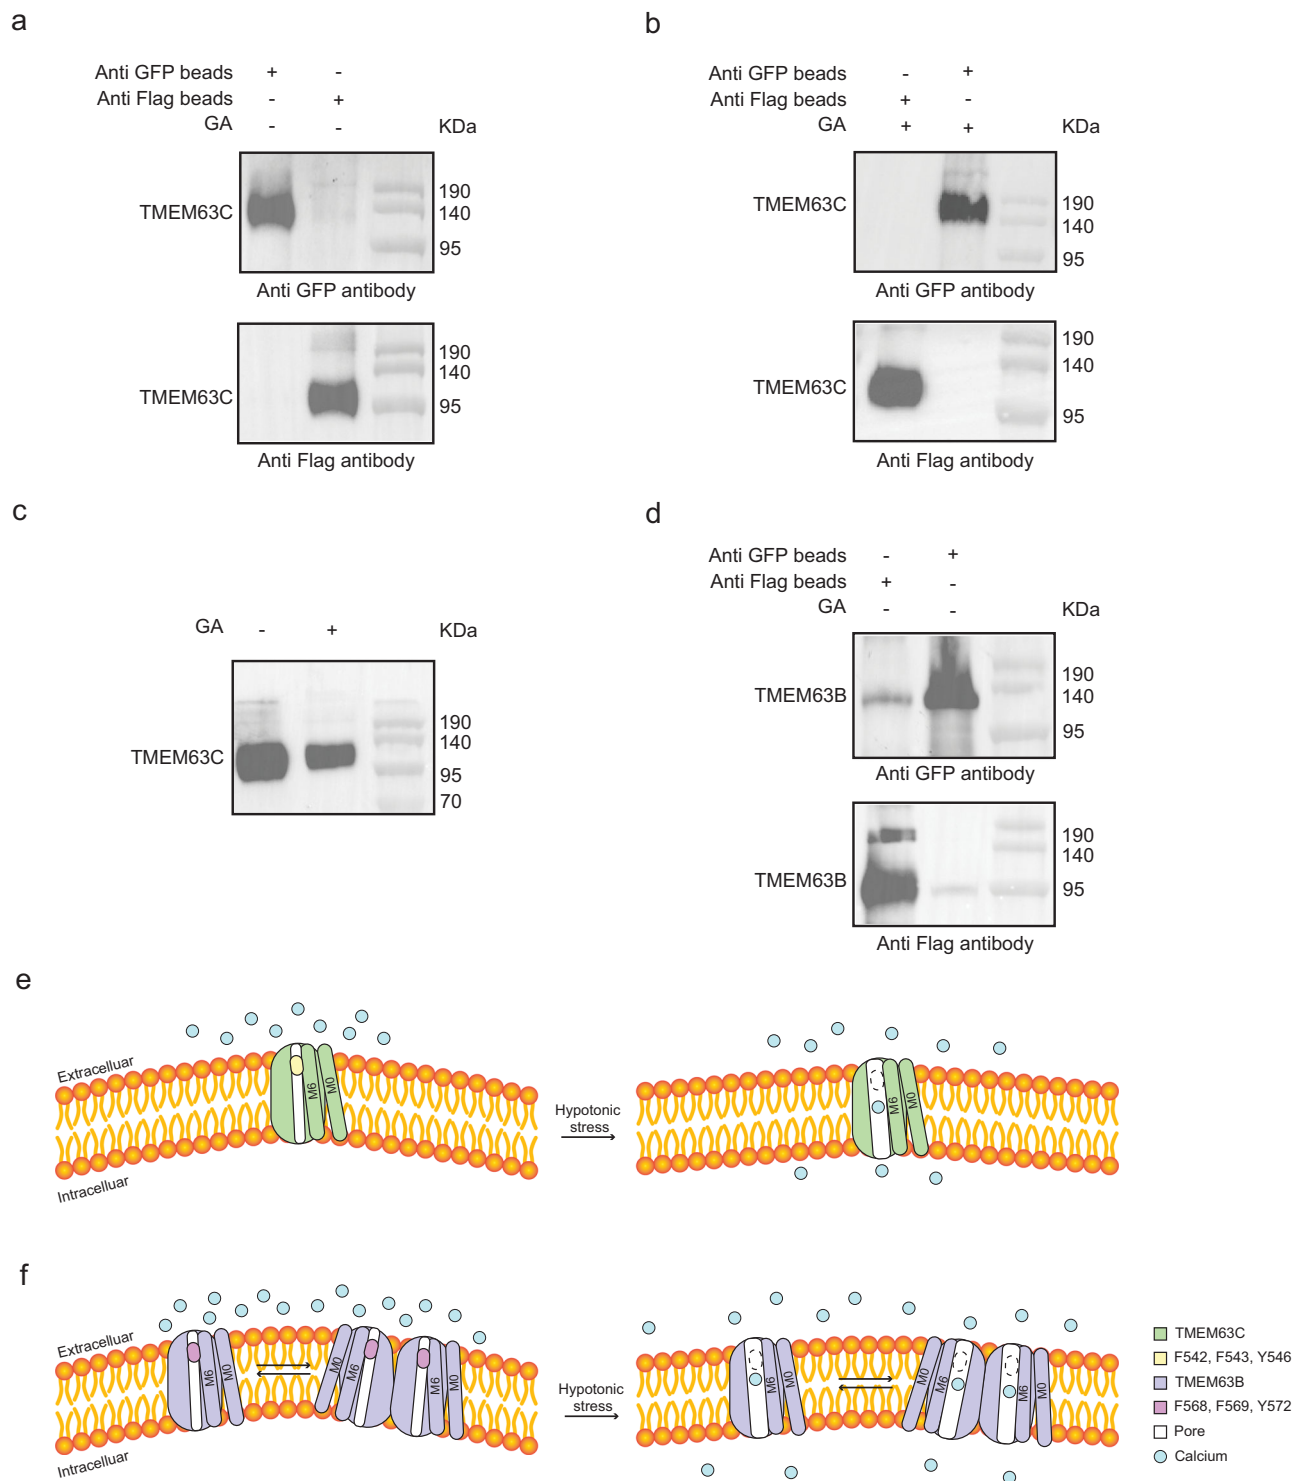 a
Anti GFP beads + -
Anti Flag beads - +
GA - - KDa
TMEM63C
190
140
95
Anti GFP antibody
TMEM63C
190
140
95
Anti Flag antibody
b
Anti GFP beads - +
Anti Flag beads + -
GA + + KDa
TMEM63C
190
140
95
Anti GFP antibody
TMEM63C
190
140
95
Anti Flag antibody
c
GA - + KDa
TMEM63C
190
140
95
70
d
Anti GFP beads - +
Anti Flag beads + -
GA - - KDa
TMEM63B
190
140
95
Anti GFP antibody
TMEM63B
190
140
95
Anti Flag antibody
e
Extracelluar
Intracelluar
M6
M0
Hypotonic
stress
M6
M0
f
Extracelluar
Intracelluar
M6
M0
M0
M6
M6
M0
Hypotonic
stress
M6
M0
M0
M6
M6
M0
TMEM63C
F542, F543, Y546
TMEM63B
F568, F569, Y572
Pore
Calcium